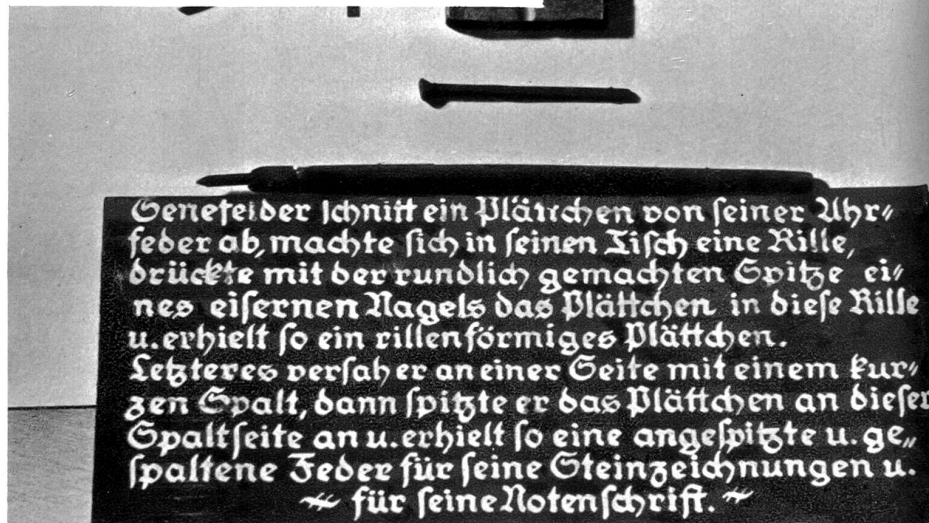 Senefelder schnitt ein Plättchen von seiner Uhr-
feder ab, machte sich in seinen Tisch eine Rille,
drückte mit der rundlich gemachten Spitze ei-
nes eisernen Nagels das Plättchen in diese Rille
u. erhielt so ein rillenförmiges Plättchen.
Letzteres versah er an einer Seite mit einem kur-
zen Spalt, dann spitzte er das Plättchen an dieser
Spaltseite an u. erhielt so eine angespitzte u. ge-
spaltene Feder für seine Steinzeichnungen u.
für seine Notenschrift.